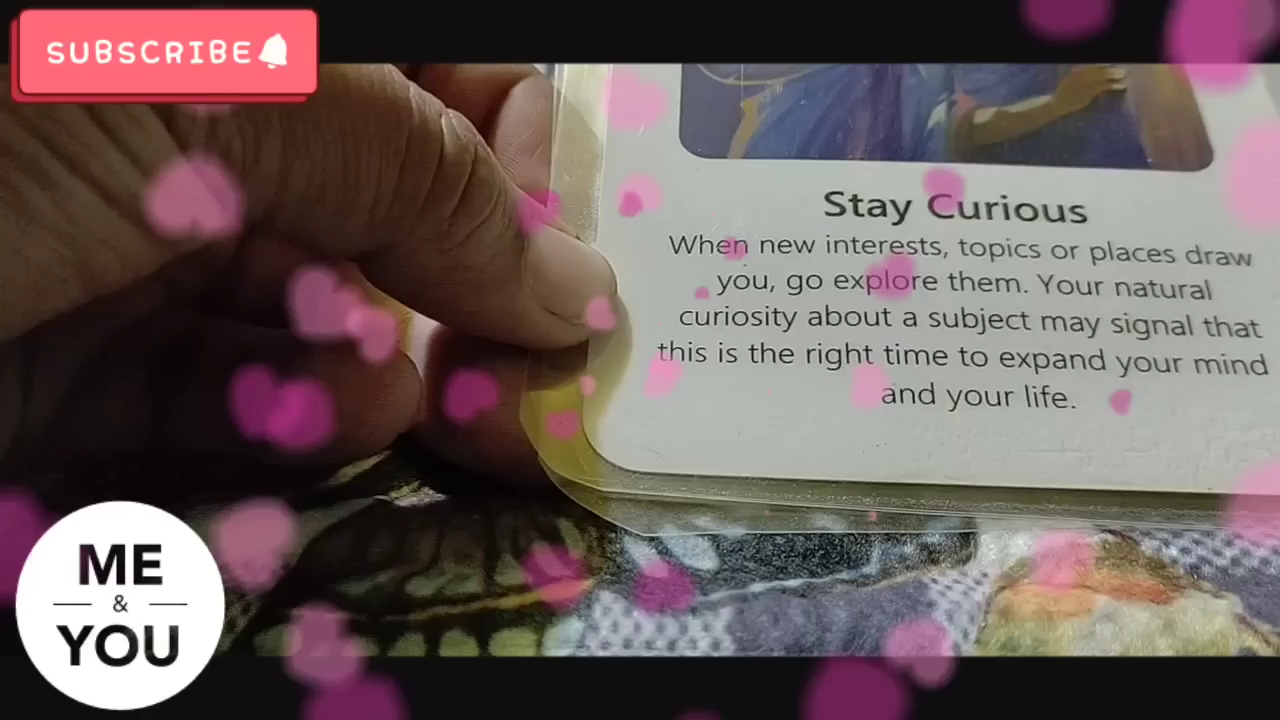 SUBSCRIBE
Stay Curious
When new interests, topics or places draw
you, go explore them. Your natural
curiosity about a subject may signal that
this is the right time to expand your mind
and your life.
ME
&
YOU